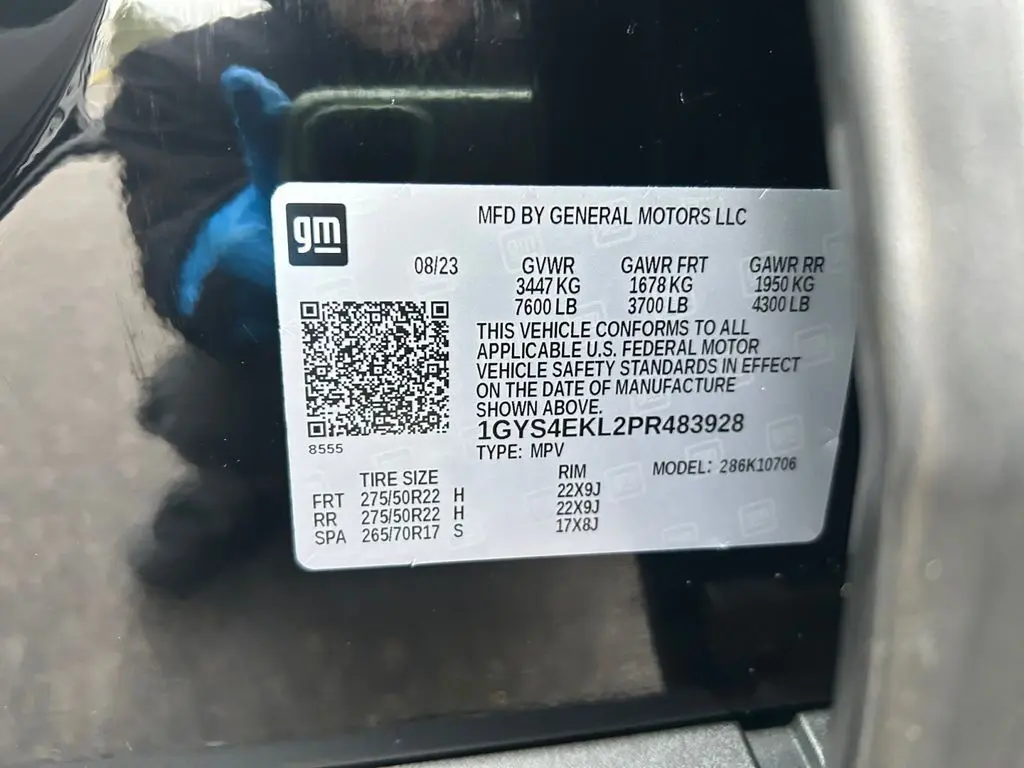 gm
MFD BY GENERAL MOTORS LLC
08/23 GVWR GAWR FRT GAWR RR
3447 KG 1678 KG 1950 KG
7600 LB 3700 LB 4300 LB
THIS VEHICLE CONFORMS TO ALL
APPLICABLE U.S. FEDERAL MOTOR
VEHICLE SAFETY STANDARDS IN EFFECT
ON THE DATE OF MANUFACTURE
SHOWN ABOVE.
1GYS4EKL2PR483928
8555
TYPE: MPV MODEL: 286K10706
TIRE SIZE RIM
FRT 275/50R22 H 22X9J
RR 275/50R22 H 22X9J
SPA 265/70R17 S 17X8J